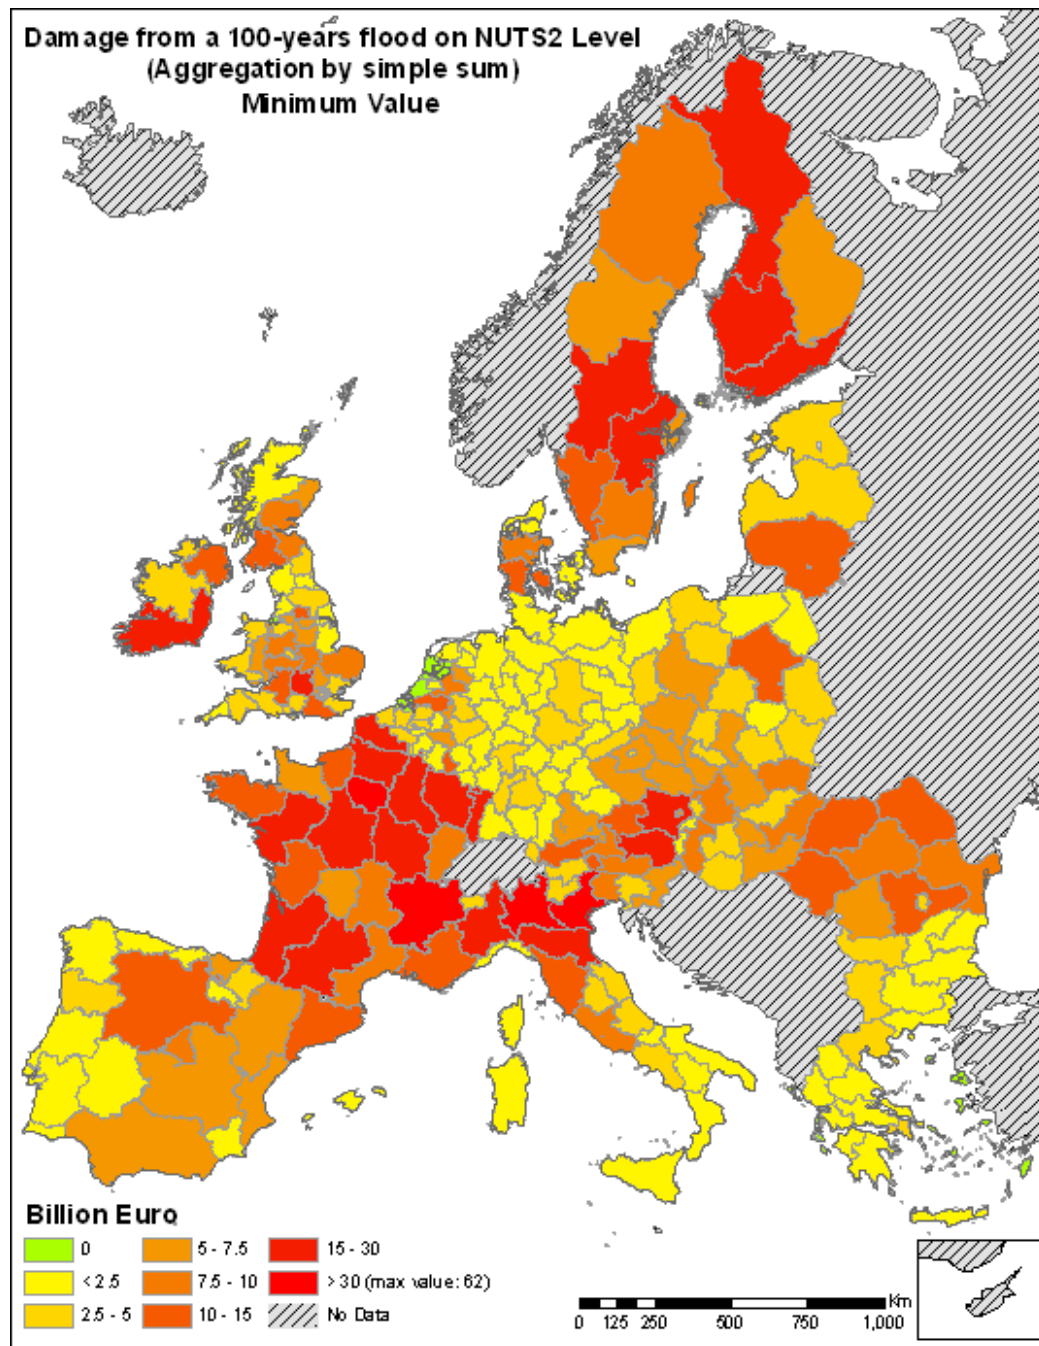 Damage from a 100-years flood on NUTS2 Level
(Aggregation by simple sum)
Minimum Value
Billion Euro
0
< 2.5
2.5 - 5
5 - 7.5
7.5 - 10
10 - 15
15 - 30
> 30 (max value: 62)
No Data
Km
0 125 250 500 750 1,000